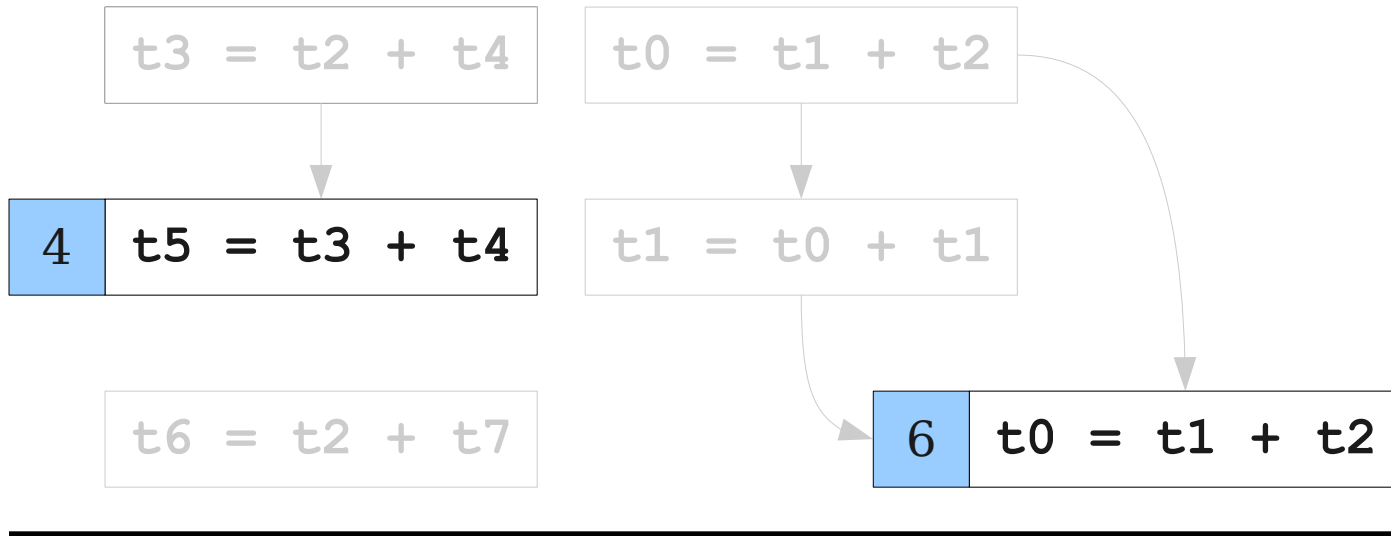 t3 = t2 + t4
t0 = t1 + t2
4
t5 = t3 + t4
t1 = t0 + t1
t6 = t2 + t7
6
t0 = t1 + t2